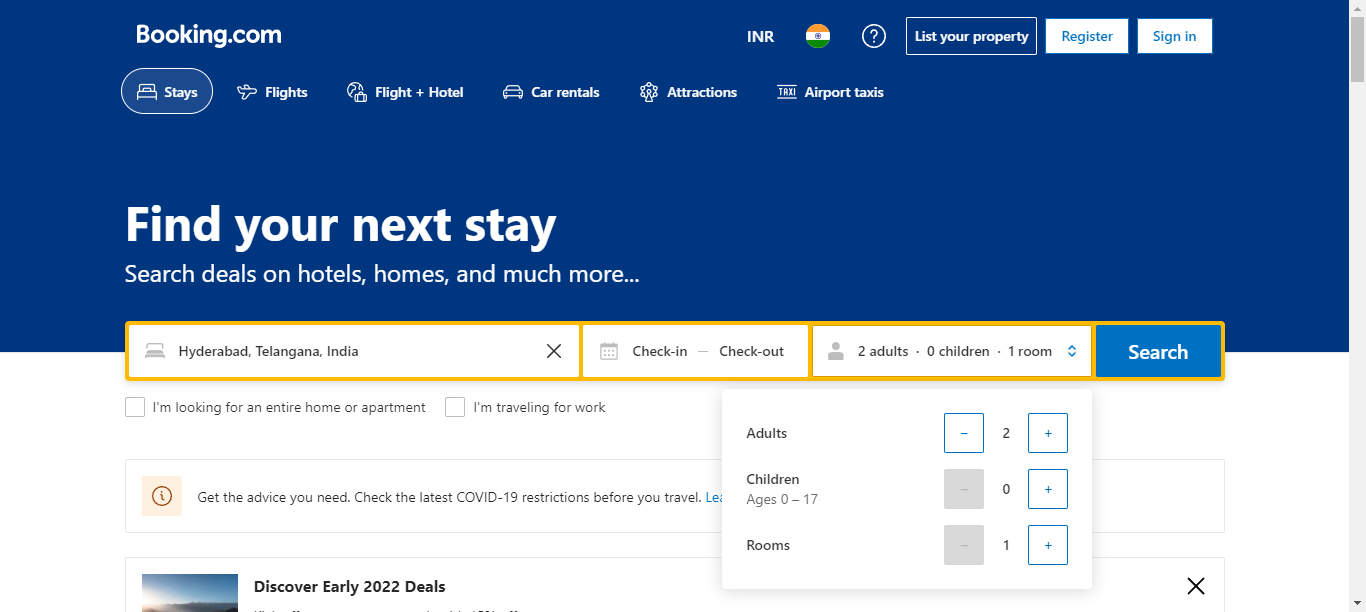 Booking.com
INR
List your property
Register
Sign in
Stays
Flights
Flight + Hotel
Car rentals
TAXI Airport taxis
Attractions
Find your next stay
Search deals on hotels, homes, and much more...
Hyderabad, Telangana, India
Check-in — Check-out
2 adults · 0 children · 1 room
Search
I'm looking for an entire home or apartment
I'm traveling for work
Adults
− 2 +
Children
Ages 0 – 17
− 0 +
Rooms
− 1 +
Get the advice you need. Check the latest COVID-19 restrictions before you travel.
Discover Early 2022 Deals